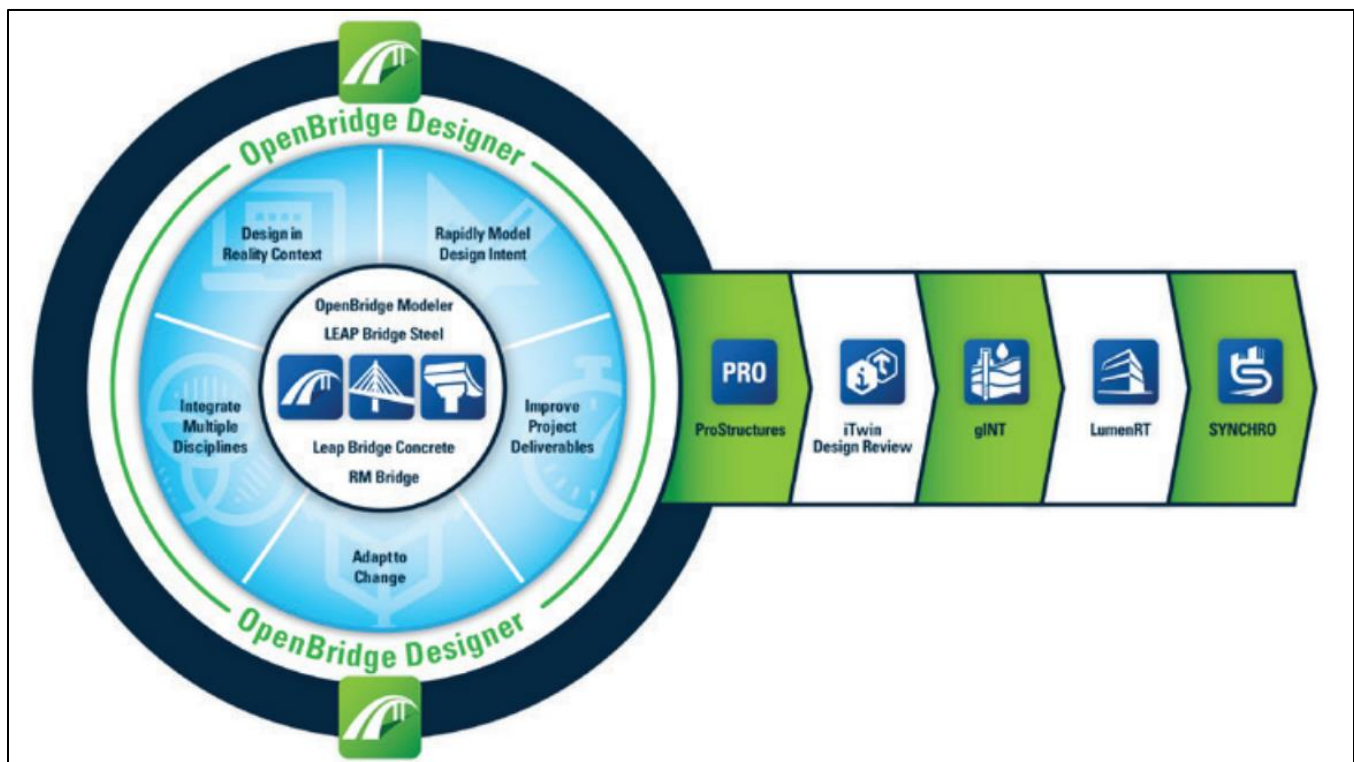 OpenBridge Designer
Design in
Reality Context
Rapidly Model
Design Intent
Integrate
Multiple
Disciplines
OpenBridge Modeler
LEAP Bridge Steel
Leap Bridge Concrete
RM Bridge
Improve
Project
Deliverables
Adapt to
Change
OpenBridge Designer
PRO
ProStructures
iTwin
Design Review
gINT
LumenRT
SYNCHRO